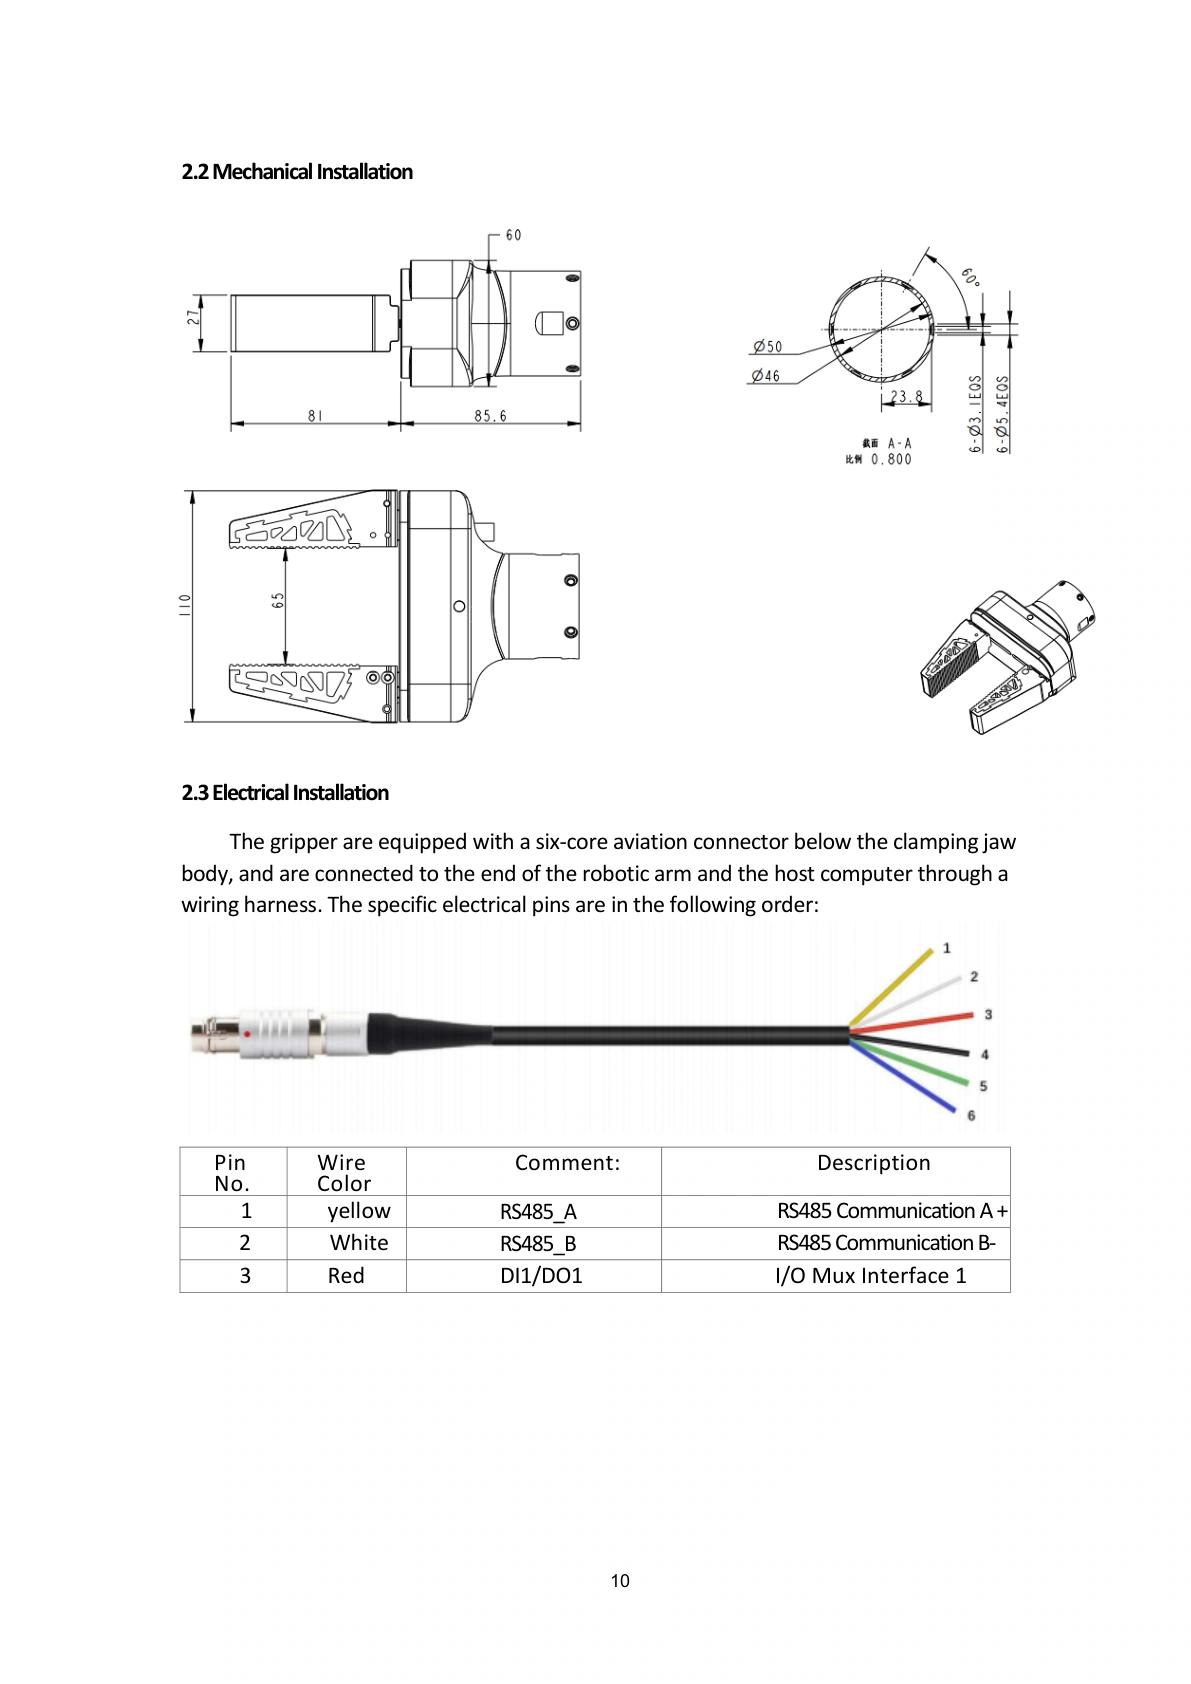 2.2 Mechanical Installation
60
27
81
85.6
60°
Ø50
Ø46
23.8
6-Ø3.1EQS
6-Ø5.4EQS
截面 A-A
比例 0.800
110
65
2.3 Electrical Installation
The gripper are equipped with a six-core aviation connector below the clamping jaw
body, and are connected to the end of the robotic arm and the host computer through a
wiring harness. The specific electrical pins are in the following order:
1
2
3
4
5
6
Pin No. Wire Color Comment: Description
1 yellow RS485_A RS485 Communication A +
2 White RS485_B RS485 Communication B-
3 Red DI1/DO1 I/O Mux Interface 1
10